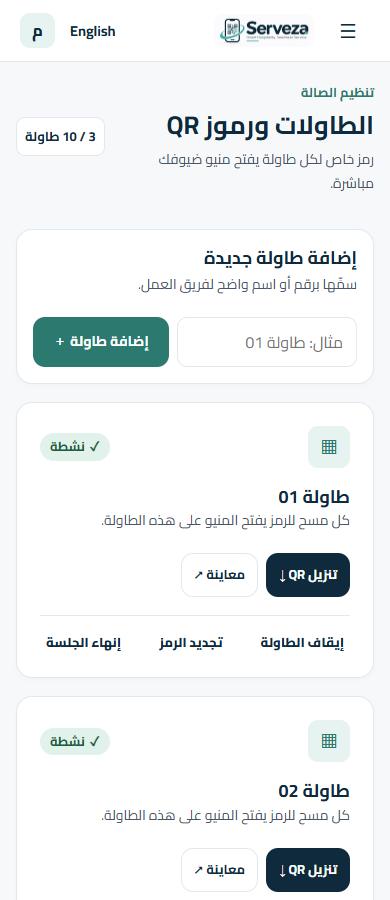 Serveza
English
م
تنظيم الصالة
الطاولات ورموز QR
3 / 10 طاولة
رمز خاص لكل طاولة يفتح منيو ضيوفك
مباشرة.
إضافة طاولة جديدة
سمّها برقم أو اسم واضح لفريق العمل.
مثال: طاولة 01
إضافة طاولة +
✓ نشطة
طاولة 01
كل مسح للرمز يفتح المنيو على هذه الطاولة.
تنزيل QR ↓
معاينة ↗
إيقاف الطاولة
تجديد الرمز
إنهاء الجلسة
✓ نشطة
طاولة 02
كل مسح للرمز يفتح المنيو على هذه الطاولة.
تنزيل QR ↓
معاينة ↗